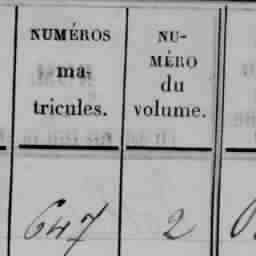 NUMÉROS
ma-
tricules.
NU-
MÉRO
du
volume.
647
2